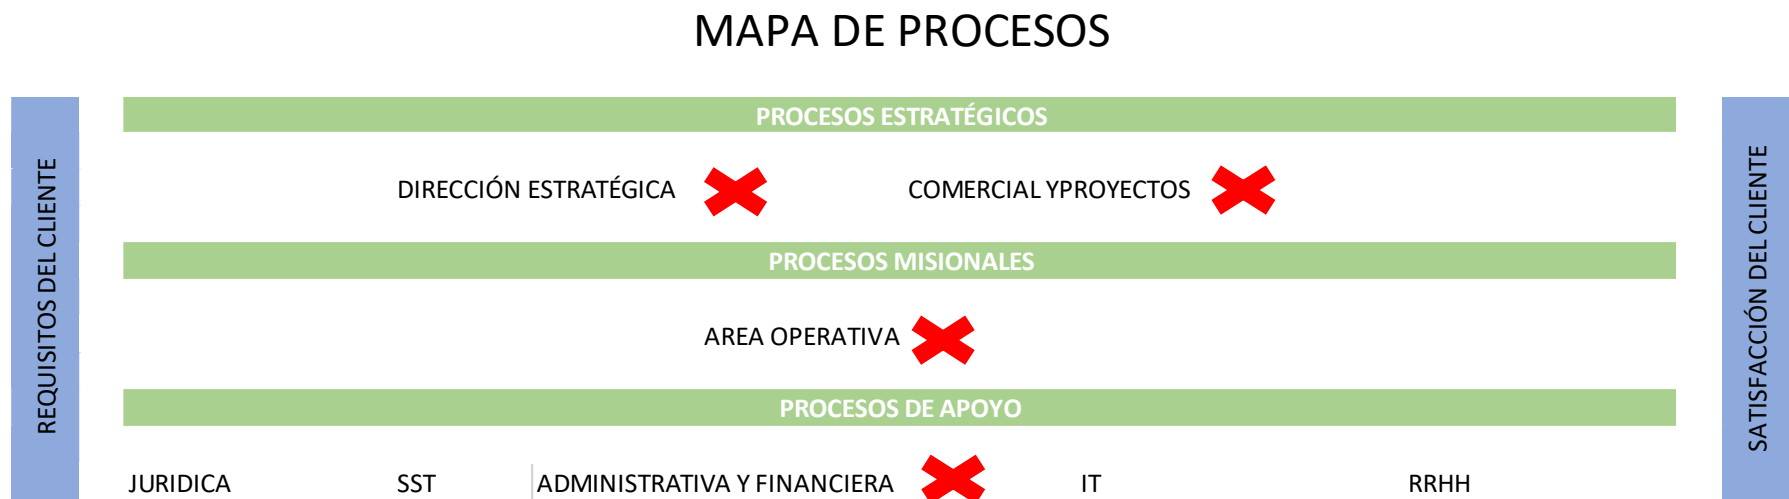 MAPA DE PROCESOS
REQUISITOS DEL CLIENTE
PROCESOS ESTRATÉGICOS
DIRECCIÓN ESTRATÉGICA
COMERCIAL YPROYECTOS
PROCESOS MISIONALES
AREA OPERATIVA
PROCESOS DE APOYO
JURIDICA
SST
ADMINISTRATIVA Y FINANCIERA
IT
RRHH
SATISFACCIÓN DEL CLIENTE